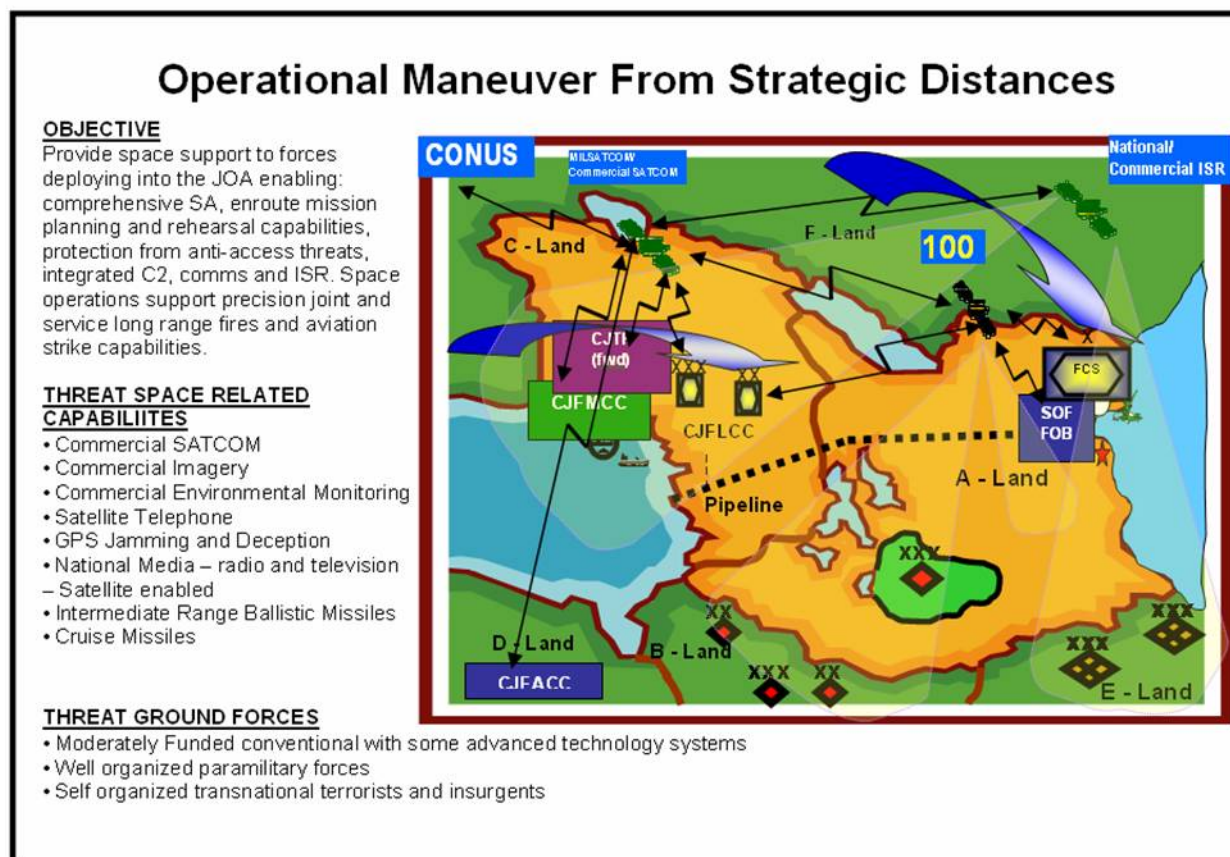 Operational Maneuver From Strategic Distances
OBJECTIVE
Provide space support to forces
deploying into the JOA enabling:
comprehensive SA, enroute mission
planning and rehearsal capabilities,
protection from anti-access threats,
integrated C2, comms and ISR. Space
operations support precision joint and
service long range fires and aviation
strike capabilities.
THREAT SPACE RELATED
CAPABILIITES
• Commercial SATCOM
• Commercial Imagery
• Commercial Environmental Monitoring
• Satellite Telephone
• GPS Jamming and Deception
• National Media – radio and television
– Satellite enabled
• Intermediate Range Ballistic Missiles
• Cruise Missiles
THREAT GROUND FORCES
• Moderately Funded conventional with some advanced technology systems
• Well organized paramilitary forces
• Self organized transnational terrorists and insurgents
CONUS
MILSATCOM/
Commercial SATCOM
National/
Commercial ISR
C - Land
F - Land
100
CJTF
(fwd)
X
FCS
XXX
XX
CJFMCC
SOF
FOB
CJFLCC
A - Land
Pipeline
XXX
XX
XXX
D - Land
B - Land
XXX
XX
XXX
E - Land
CJFACC